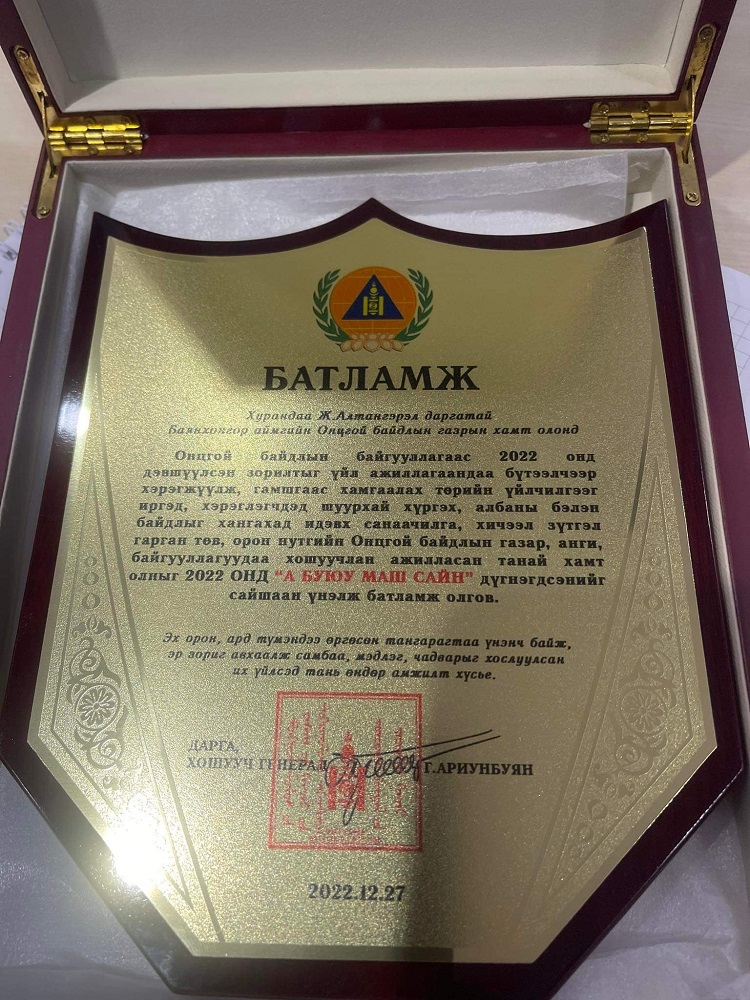 БАТЛАМЖ
Хурандаа Ж.Алтангэрэл даргатай
Баянхонгор аймгийн Онцгой байдлын газрын хамт олонд
Онцгой байдлын байгууллагаас 2022 онд
дэвшүүлсэн зорилтыг үйл ажиллагаандаа бүтээлчээр
хэрэгжүүлж, гамшгаас хамгаалах төрийн үйлчилгээг
иргэд, хэрэглэгчдэд шуурхай хүргэх, албаны бэлэн
байдлыг хангахад идэвх санаачилга, хичээл зүтгэл
гарган төв, орон нутгийн Онцгой байдлын газар, анги,
байгууллагуудаа хошуучлан ажилласан танай хамт
олныг 2022 ОНД “А БУЮУ МАШ САЙН” дүгнэгдсэнийг
сайшаан үнэлж батламж олгов.
Эх орон, ард түмэндээ өргөсөн тангарагтаа үнэнч байж,
эр зориг авхаалж самбаа, мэдлэг, чадварыг хослуулсан
их үйлсэд тань өндөр амжилт хүсье.
ДАРГА,
ХОШУУЧ ГЕНЕРАЛ Г.АРИУНБУЯН
2022.12.27